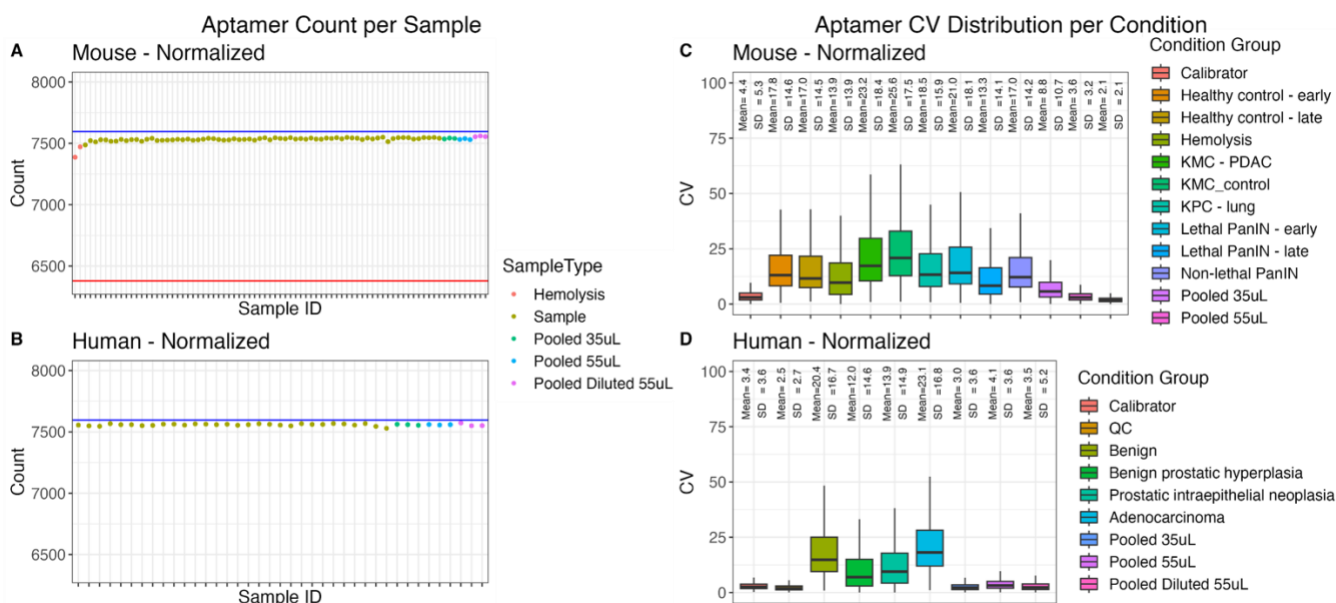 Aptamer Count per Sample
A
Mouse - Normalized
8000
7500
7000
6500
Count
Sample ID
B
Human - Normalized
8000
7500
7000
6500
Count
Sample ID
SampleType
Hemolysis
Sample
Pooled 35uL
Pooled 55uL
Pooled Diluted 55uL
Aptamer CV Distribution per Condition
C
Mouse - Normalized
100
75
50
25
0
CV
Mean=4.4
SD = 5.3
Mean=17.8
SD =14.6
Mean=17.0
SD =14.5
Mean=13.9
SD =13.9
Mean=23.2
SD =18.4
Mean=25.6
SD =17.5
Mean=18.5
SD =15.9
Mean=21.0
SD =18.1
Mean=13.3
SD =14.1
Mean=17.0
SD =14.2
Mean=8.8
SD =10.7
Mean=3.6
SD = 3.2
Mean=2.1
SD = 2.1
Condition Group
Calibrator
Healthy control - early
Healthy control - late
Hemolysis
KMC - PDAC
KMC_control
KPC - lung
Lethal PanIN - early
Lethal PanIN - late
Non-lethal PanIN
Pooled 35uL
Pooled 55uL
D
Human - Normalized
100
75
50
25
0
CV
Mean= 3.4
SD = 3.6
Mean= 2.5
SD = 2.7
Mean=20.4
SD =16.7
Mean=12.0
SD =14.6
Mean=13.9
SD =14.9
Mean=23.1
SD =16.8
Mean= 3.0
SD = 3.6
Mean= 4.1
SD = 3.6
Mean= 3.5
SD = 5.2
Condition Group
Calibrator
QC
Benign
Benign prostatic hyperplasia
Prostatic intraepithelial neoplasia
Adenocarcinoma
Pooled 35uL
Pooled 55uL
Pooled Diluted 55uL